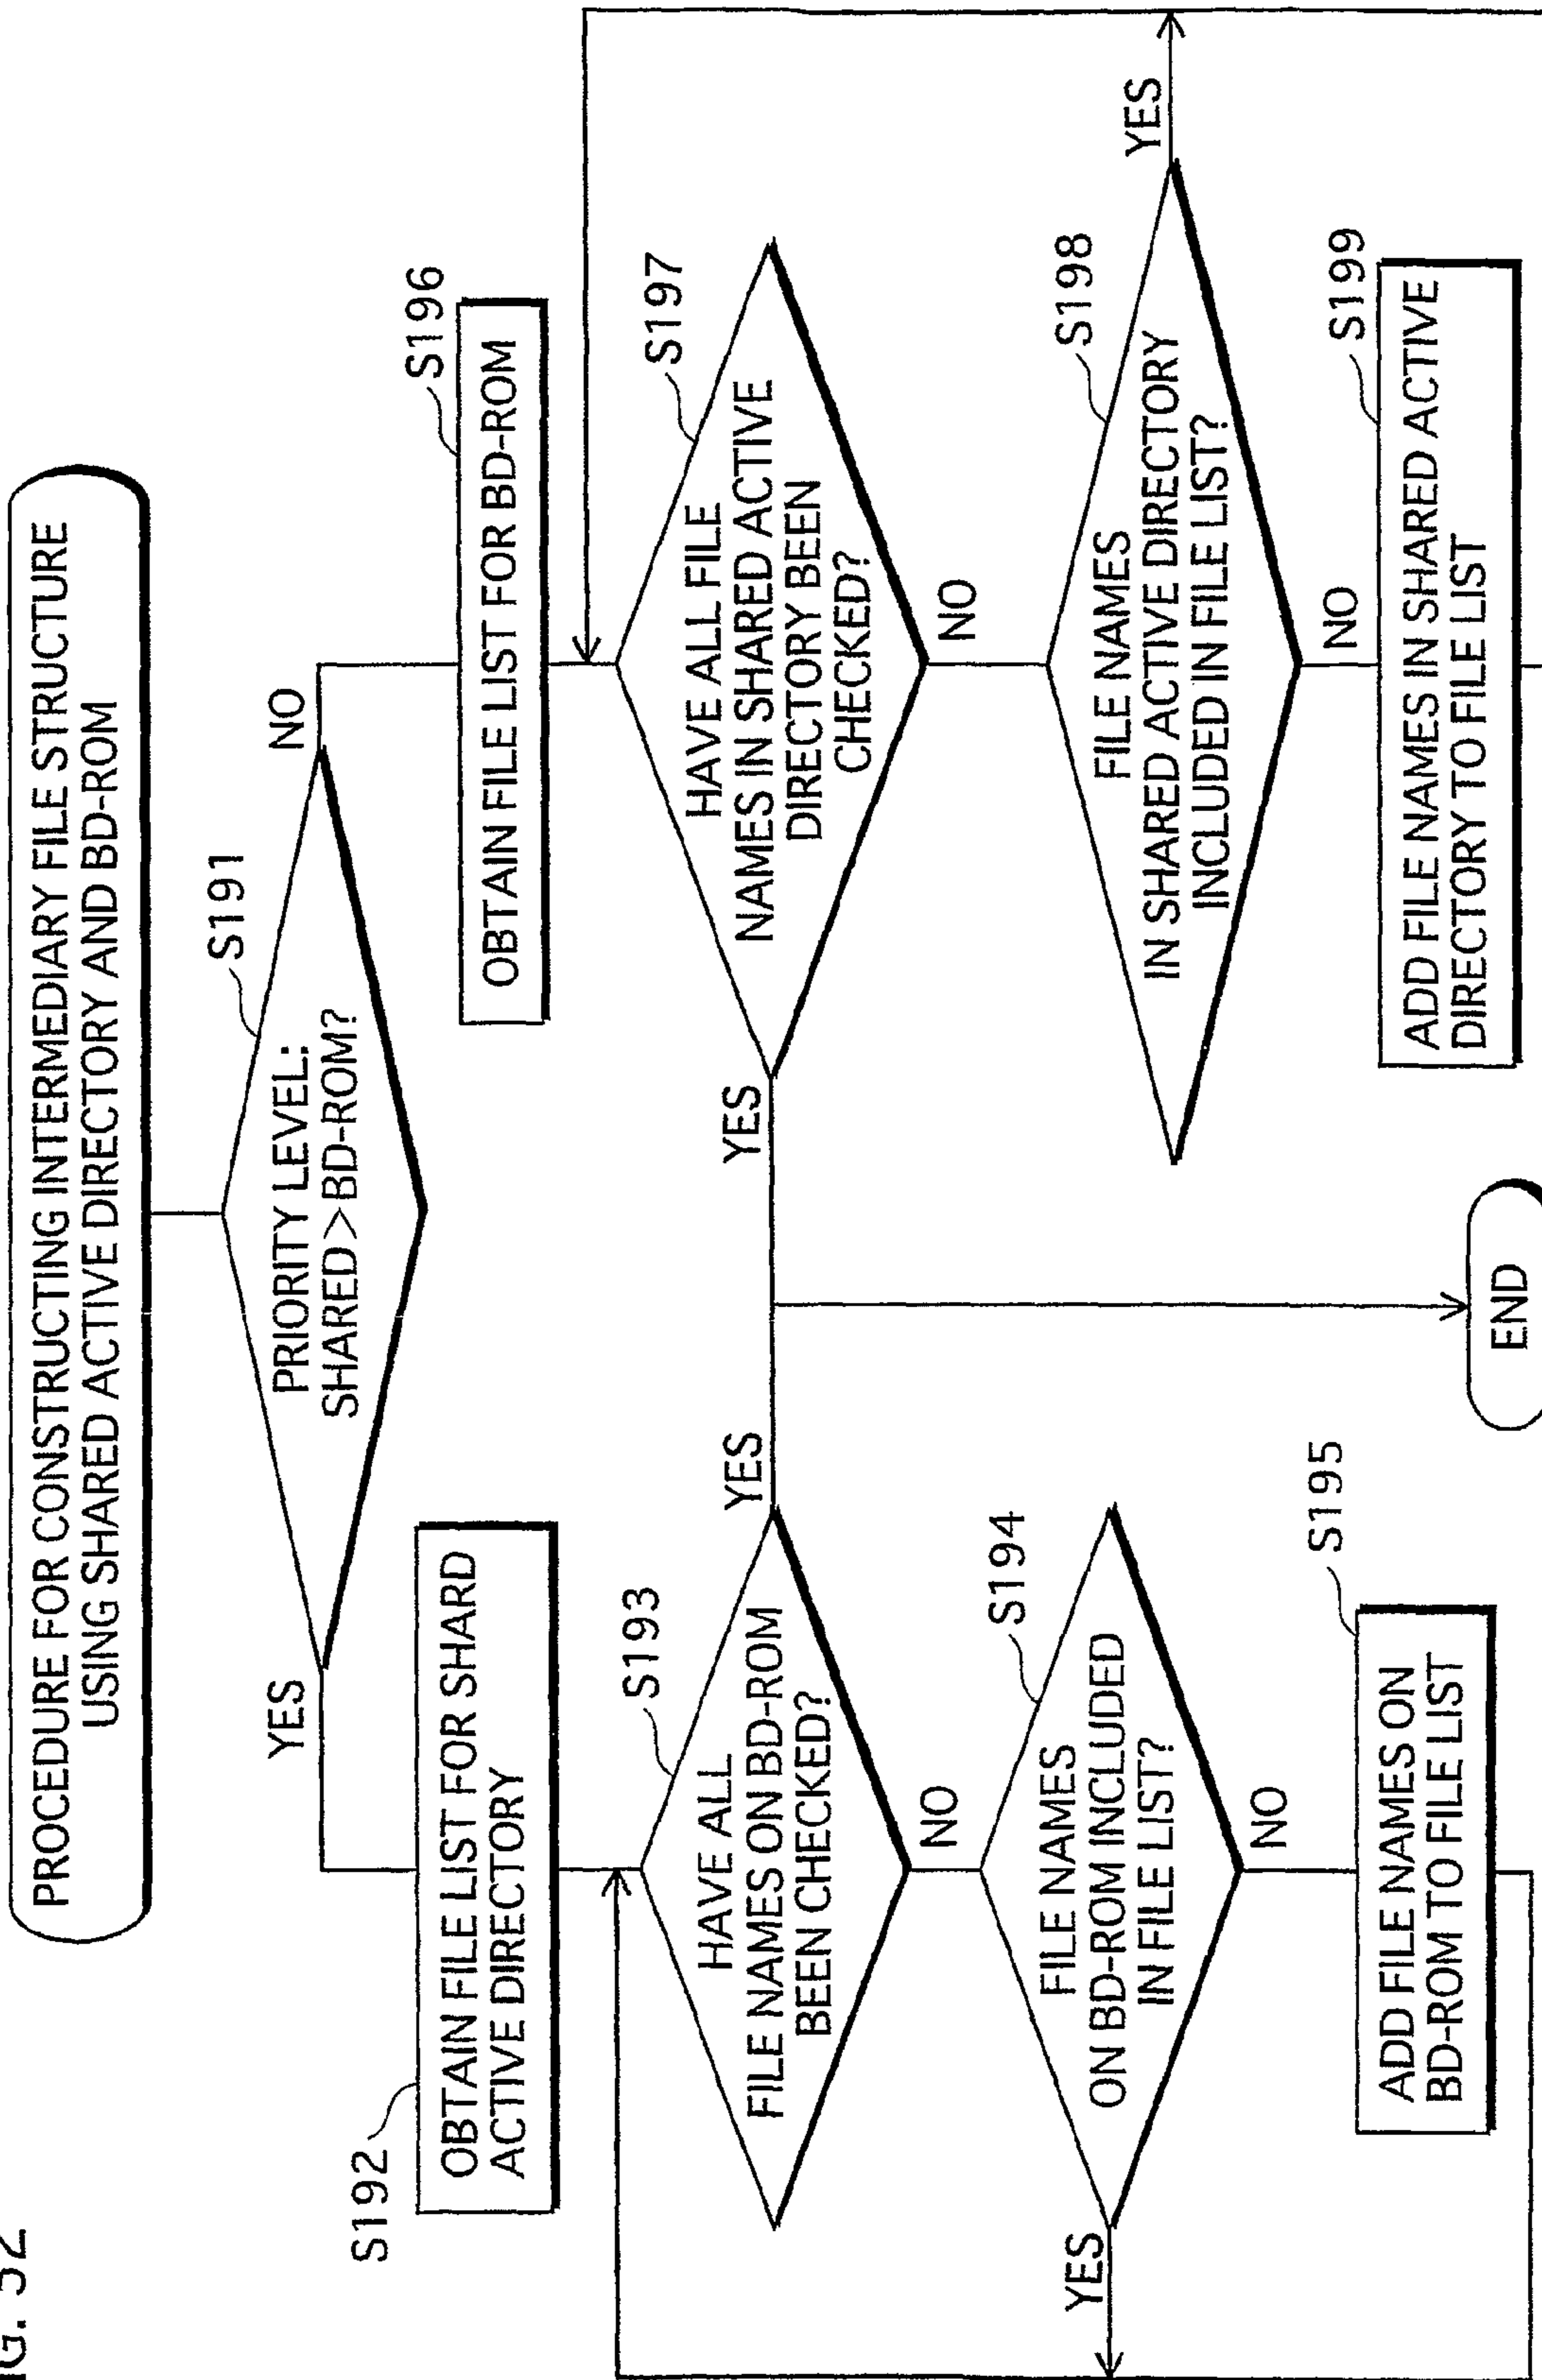 PROCEDURE FOR CONSTRUCTING INTERMEDIARY FILE STRUCTURE
USING SHARED ACTIVE DIRECTORY AND BD-ROM
S191
PRIORITY LEVEL:
SHARED>BD-ROM?
YES
NO
S192
OBTAIN FILE LIST FOR SHARD
ACTIVE DIRECTORY
S193
HAVE ALL
FILE NAMES ON BD-ROM
BEEN CHECKED?
YES
NO
S194
FILE NAMES
ON BD-ROM INCLUDED
IN FILE LIST?
YES
NO
S195
ADD FILE NAMES ON
BD-ROM TO FILE LIST
S196
OBTAIN FILE LIST FOR BD-ROM
S197
HAVE ALL FILE
NAMES IN SHARED ACTIVE
DIRECTORY BEEN
CHECKED?
YES
NO
S198
FILE NAMES
IN SHARED ACTIVE DIRECTORY
INCLUDED IN FILE LIST?
YES
NO
S199
ADD FILE NAMES IN SHARED ACTIVE
DIRECTORY TO FILE LIST
END